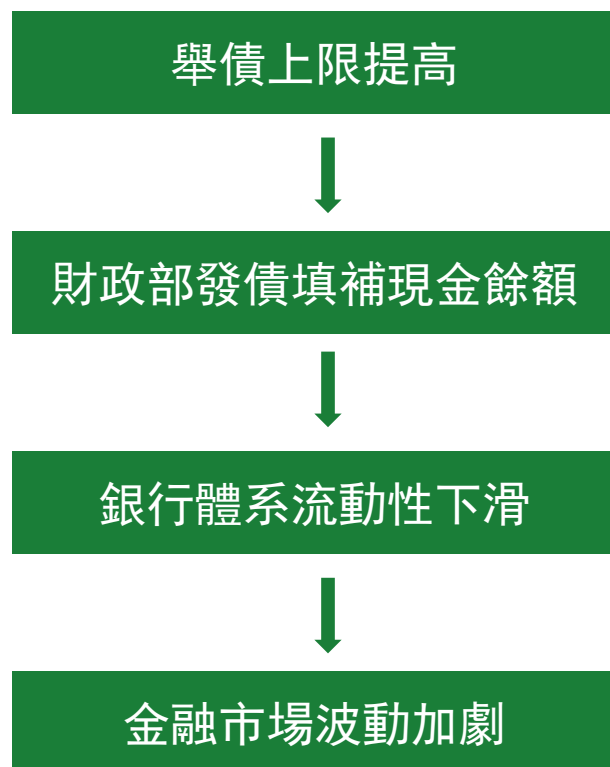 舉債上限提高
財政部發債填補現金餘額
銀行體系流動性下滑
金融市場波動加劇